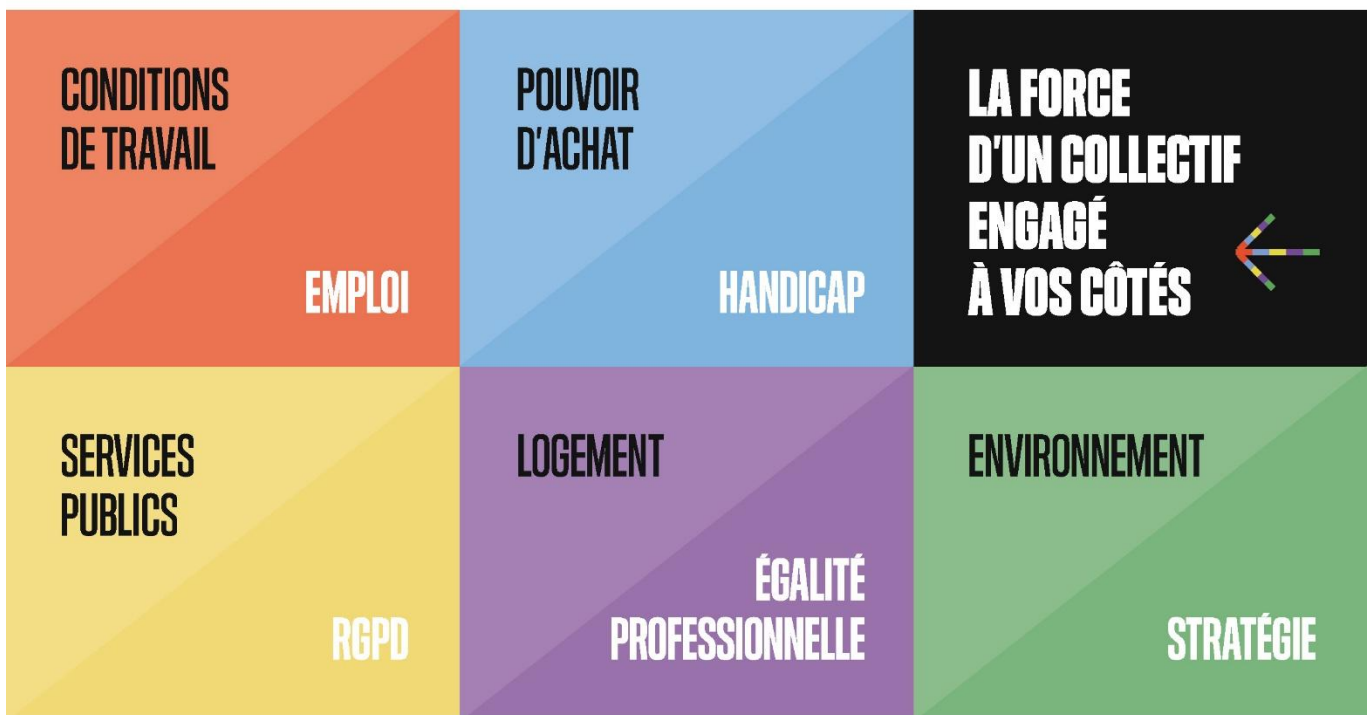 CONDITIONS
DE TRAVAIL
EMPLOI
POUVOIR
D'ACHAT
HANDICAP
LA FORCE
D'UN COLLECTIF
ENGAGÉ
À VOS CÔTÉS
SERVICES
PUBLICS
RGPD
LOGEMENT
ÉGALITÉ
PROFESSIONNELLE
ENVIRONNEMENT
STRATÉGIE